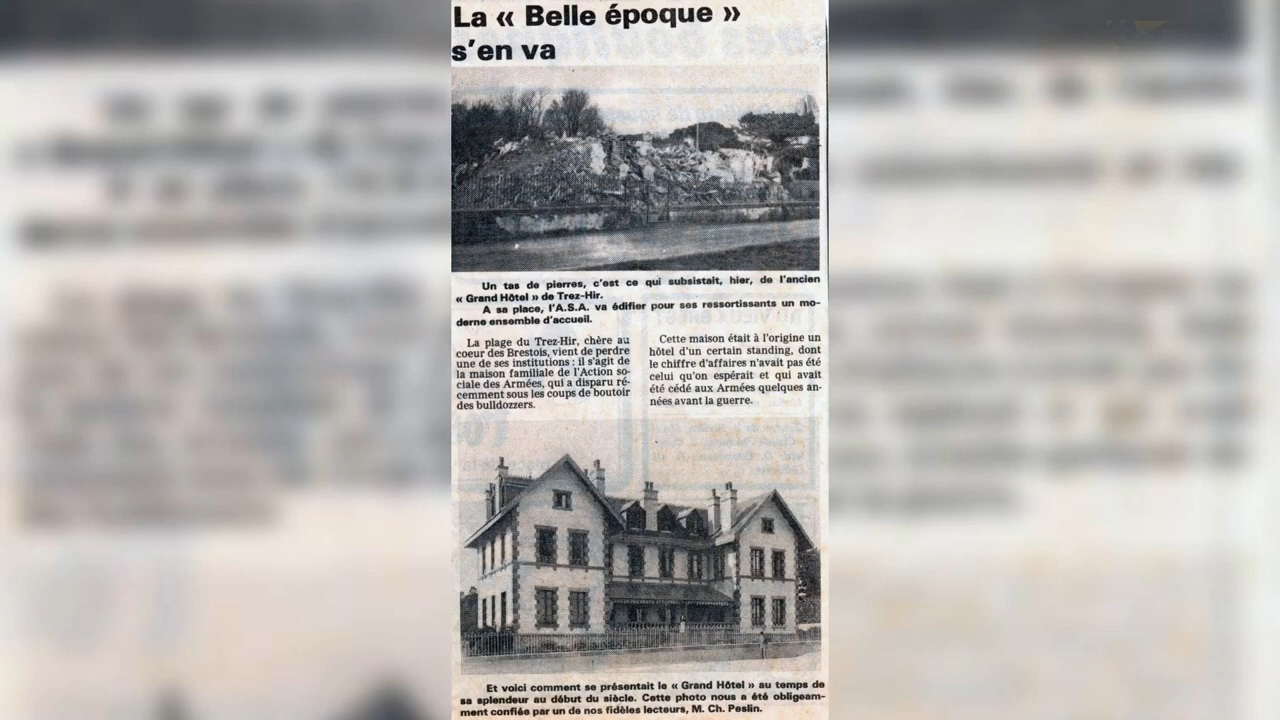 La « Belle époque »
s'en va
Un tas de pierres, c'est ce qui subsistait, hier, de l'ancien
« Grand Hôtel » de Trez-Hir.
A sa place, l'A.S.A. va édifier pour ses ressortissants un mo-
derne ensemble d'accueil.
La plage du Trez-Hir, chère au
coeur des Brestois, vient de perdre
une de ses institutions : il s'agit de
la maison familiale de l'Action so-
ciale des Armées, qui a disparu ré-
cemment sous les coups de boutoir
des bulldozzers.
Cette maison était à l'origine un
hôtel d'un certain standing, dont
le chiffre d'affaires n'avait pas été
celui qu'on espérait et qui avait
été cédé aux Armées quelques an-
nées avant la guerre.
Et voici comment se présentait le « Grand Hôtel » au temps de
sa splendeur au début du siècle. Cette photo nous a été obligeam-
ment confiée par un de nos fidèles lecteurs, M. Ch. Peslin.